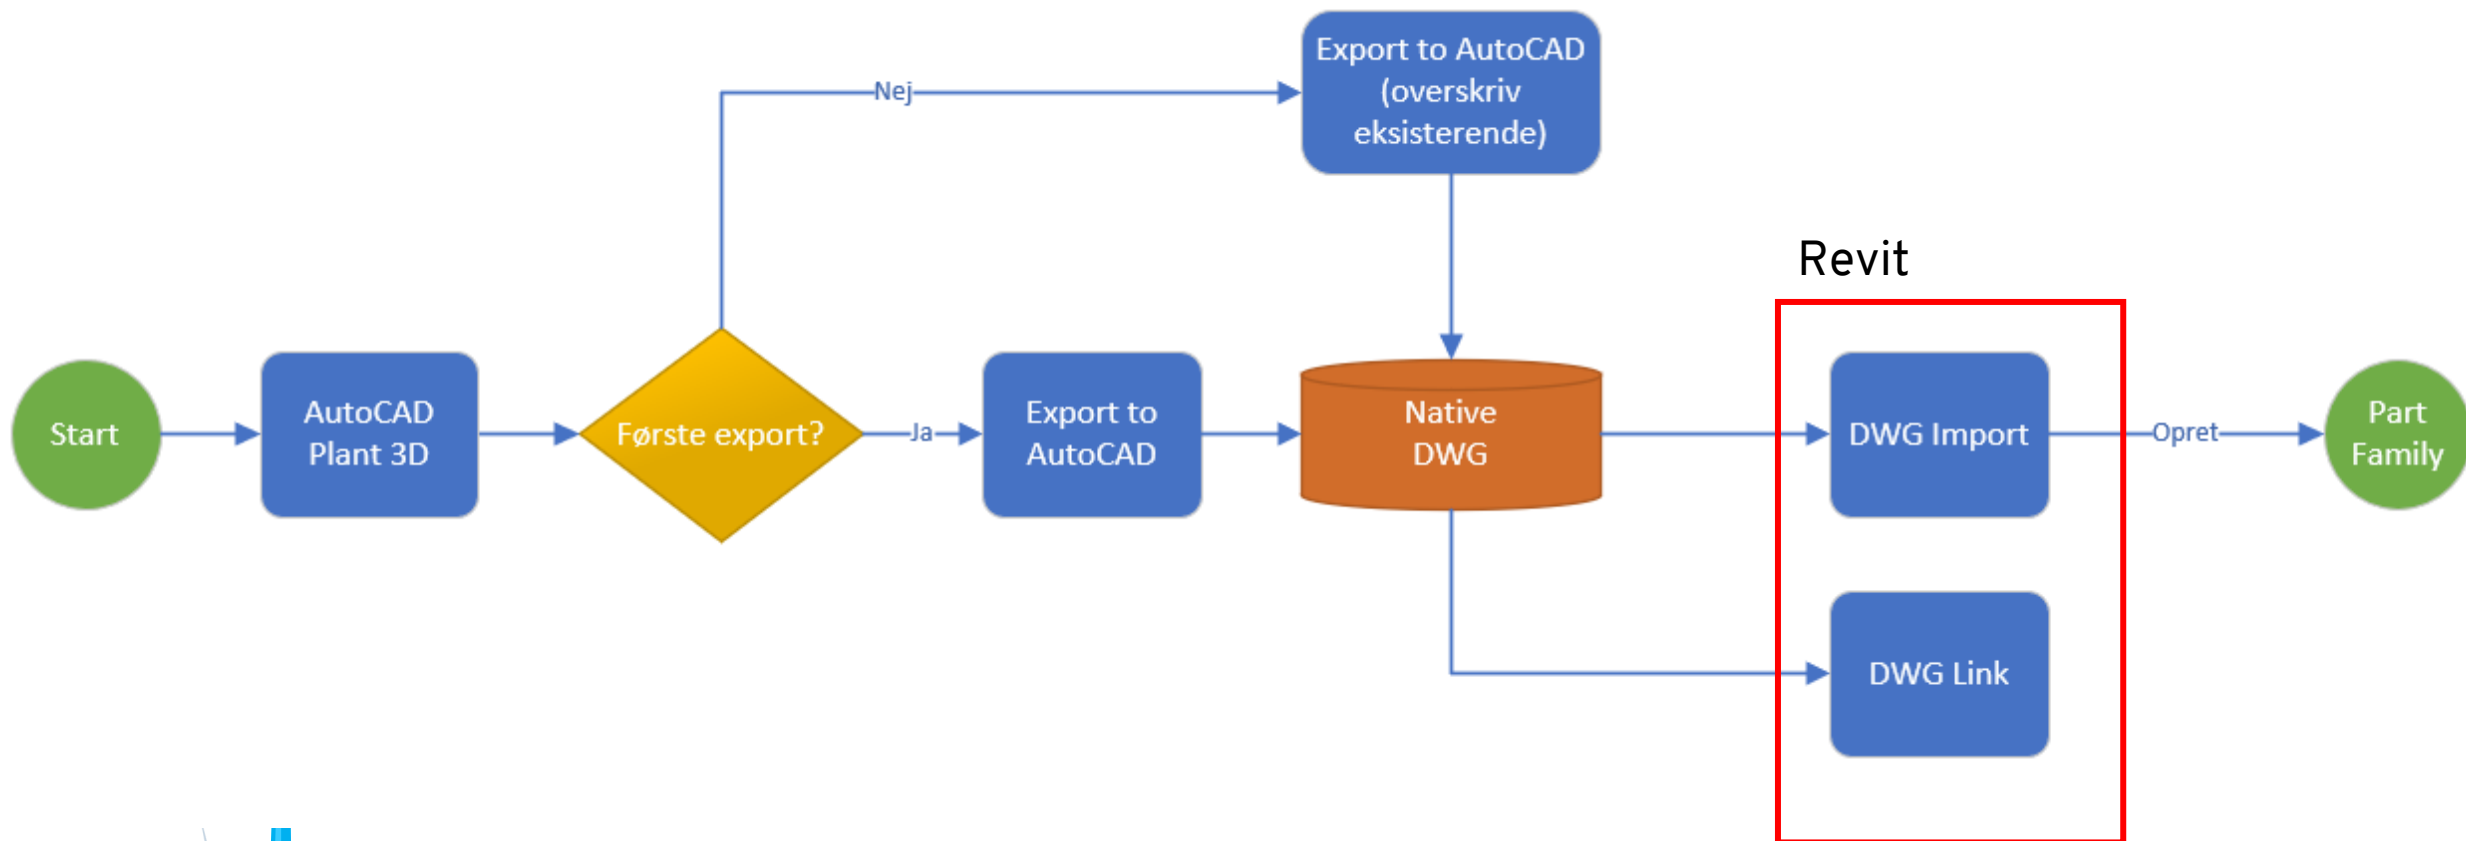 Export to AutoCAD
(overskriv
eksisterende)
Nej
Revit
Start
AutoCAD
Plant 3D
Første export?
Ja
Export to
AutoCAD
Native
DWG
DWG Import
Opret
Part
Family
DWG Link